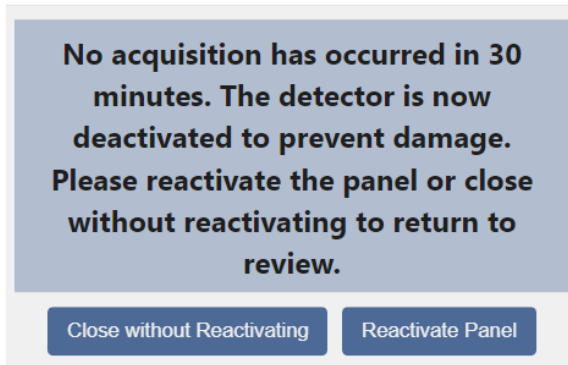 No acquisition has occurred in 30
minutes. The detector is now
deactivated to prevent damage.
Please reactivate the panel or close
without reactivating to return to
review.
Close without Reactivating
Reactivate Panel